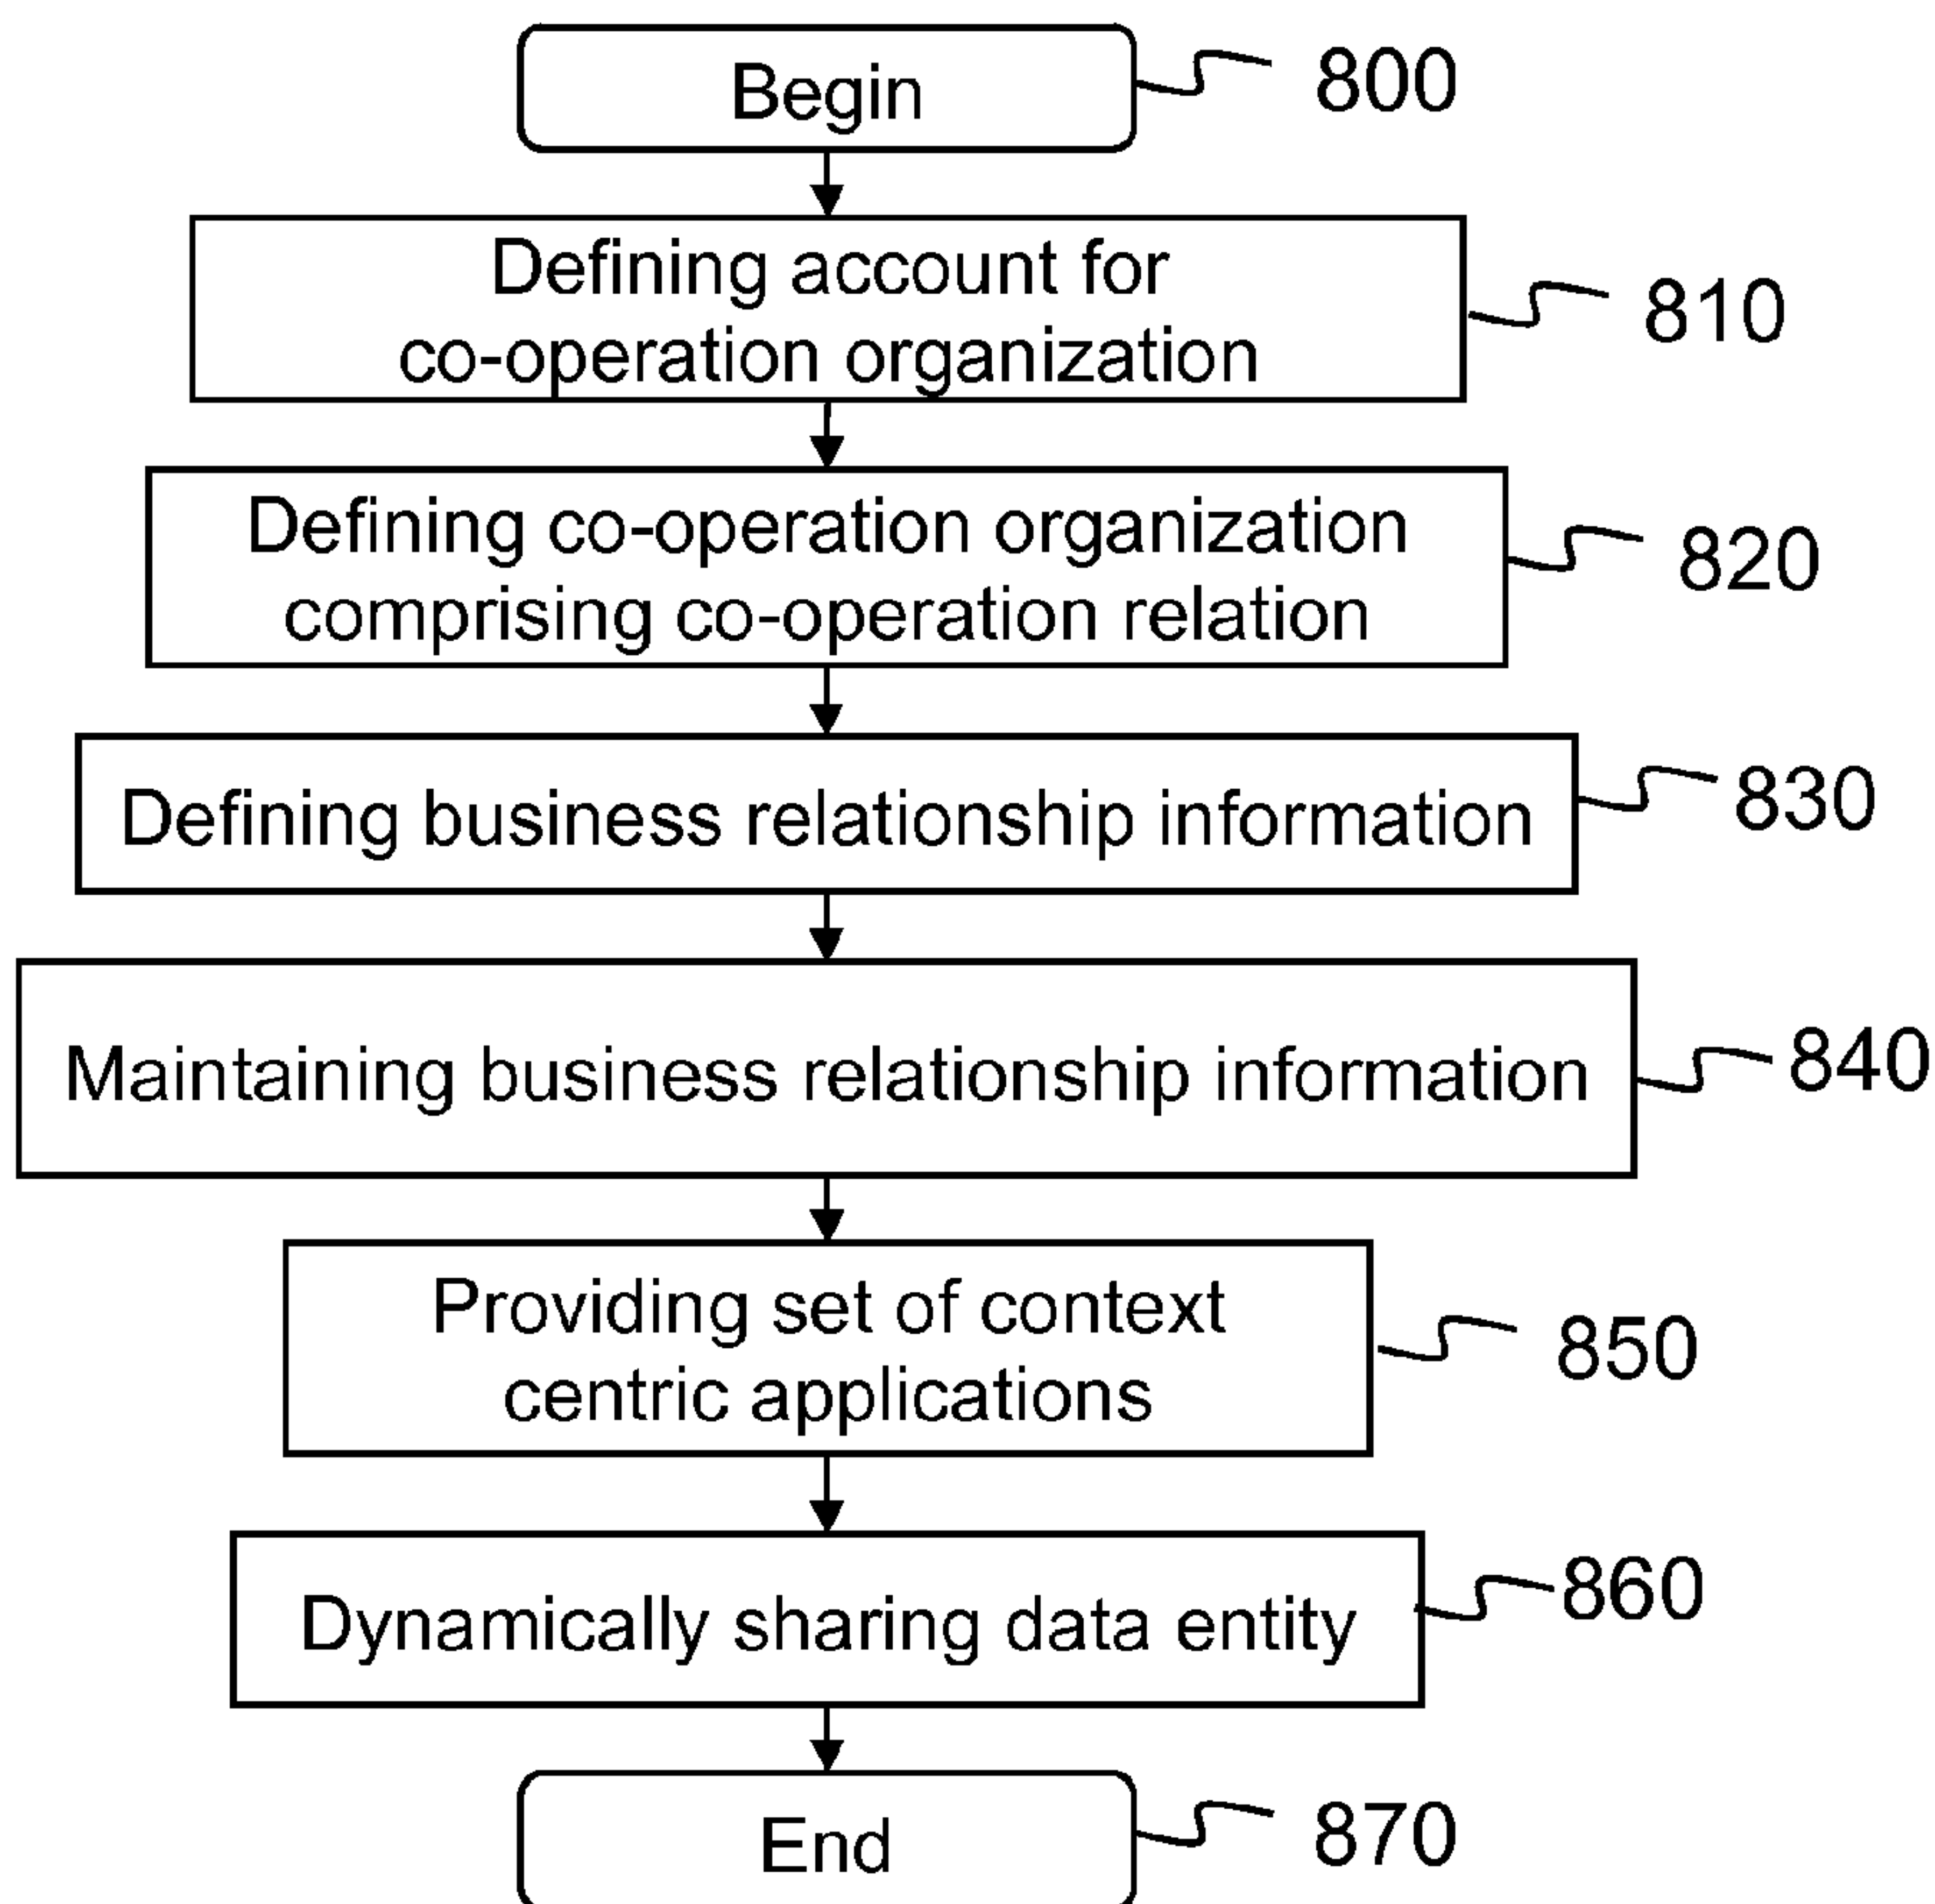 Begin
800
Defining account for
co-operation organization
810
Defining co-operation organization
comprising co-operation relation
820
Defining business relationship information
830
Maintaining business relationship information
840
Providing set of context
centric applications
850
Dynamically sharing data entity
860
End
870